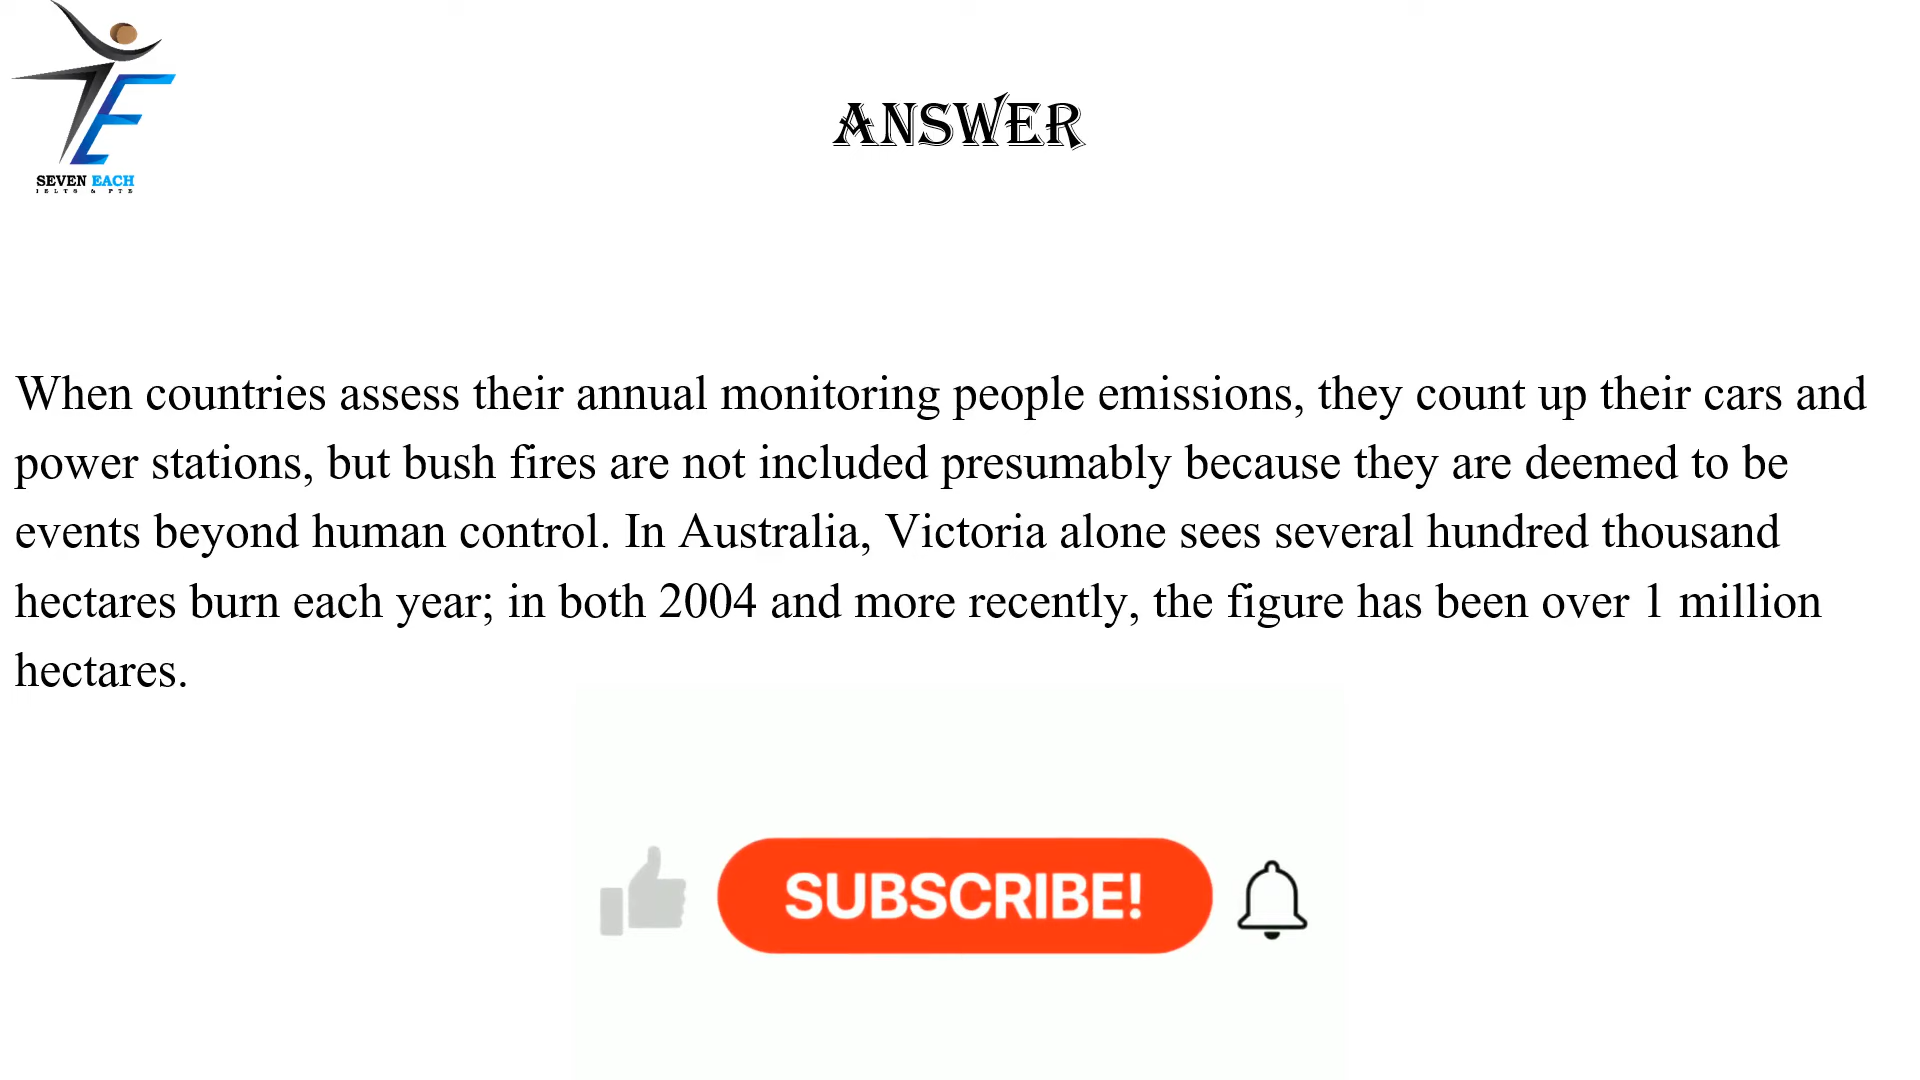 SEVEN EACH
IELTS & PTE
ANSWER
When countries assess their annual monitoring people emissions, they count up their cars and
power stations, but bush fires are not included presumably because they are deemed to be
events beyond human control. In Australia, Victoria alone sees several hundred thousand
hectares burn each year; in both 2004 and more recently, the figure has been over 1 million
hectares.
SUBSCRIBE!